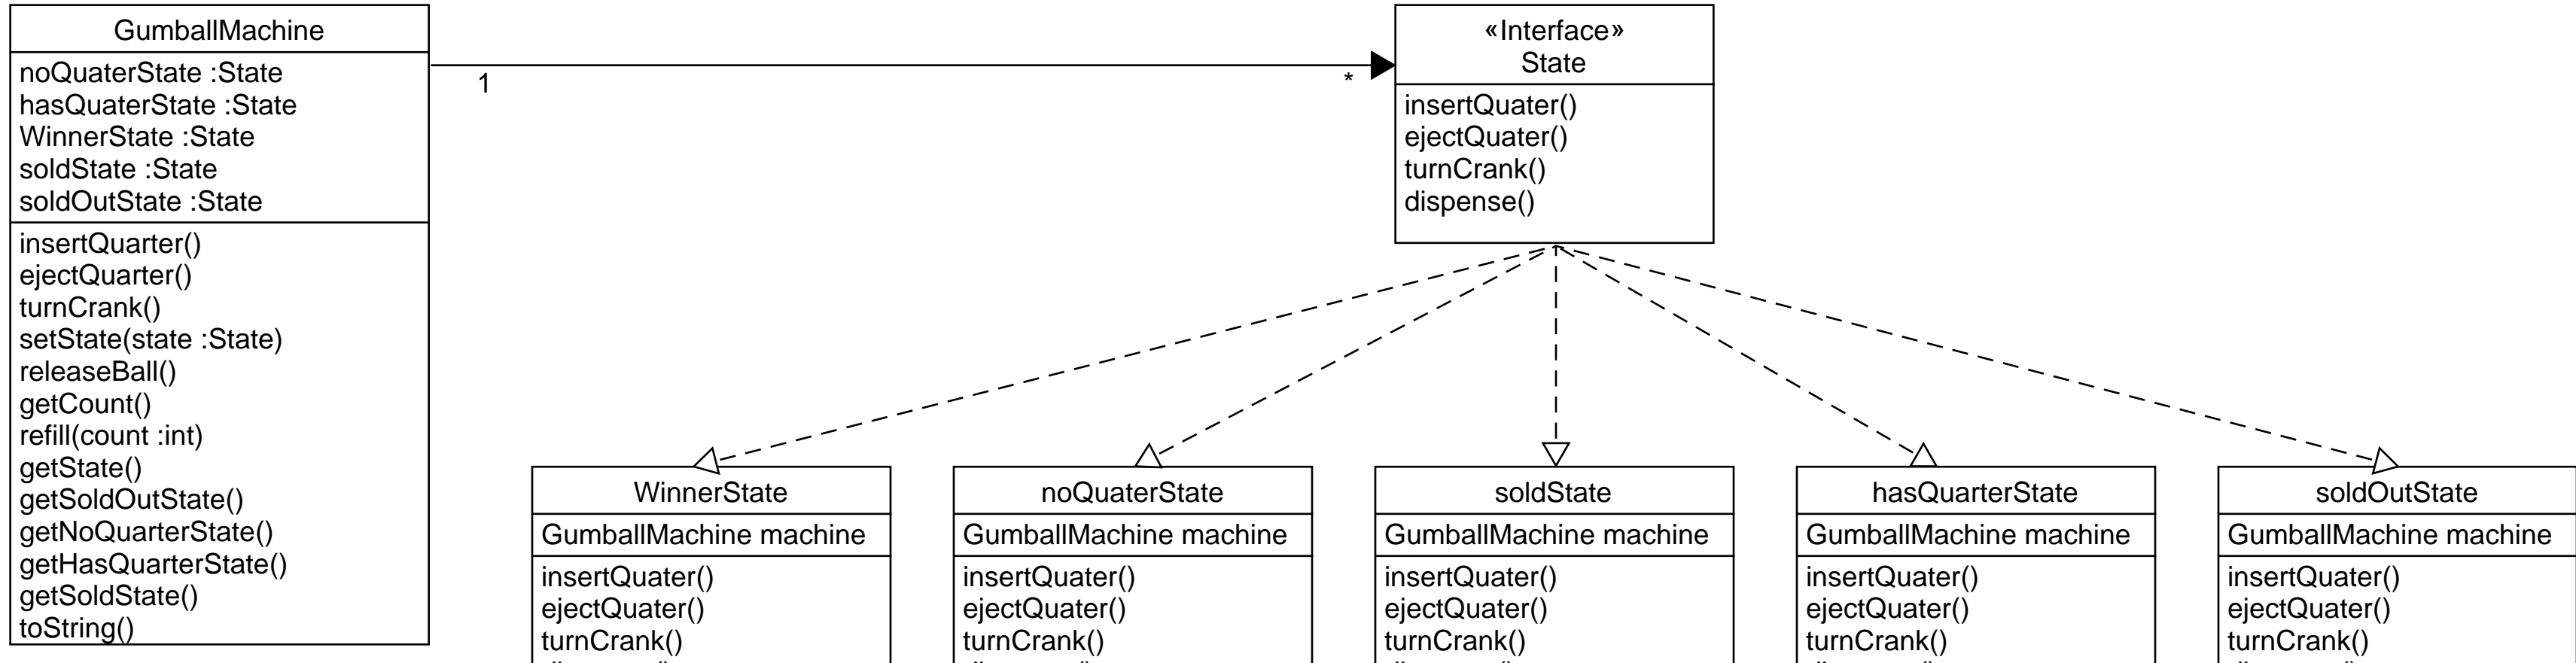 GumballMachine
noQuaterState :State
hasQuaterState :State
WinnerState :State
soldState :State
soldOutState :State
insertQuarter()
ejectQuarter()
turnCrank()
setState(state :State)
releaseBall()
getCount()
refill(count :int)
getState()
getSoldOutState()
getNoQuarterState()
getHasQuarterState()
getSoldState()
toString()
1
*
«Interface»
State
insertQuater()
ejectQuater()
turnCrank()
dispense()
WinnerState
GumballMachine machine
insertQuater()
ejectQuater()
turnCrank()
noQuaterState
GumballMachine machine
insertQuater()
ejectQuater()
turnCrank()
soldState
GumballMachine machine
insertQuater()
ejectQuater()
turnCrank()
hasQuarterState
GumballMachine machine
insertQuater()
ejectQuater()
turnCrank()
soldOutState
GumballMachine machine
insertQuater()
ejectQuater()
turnCrank()